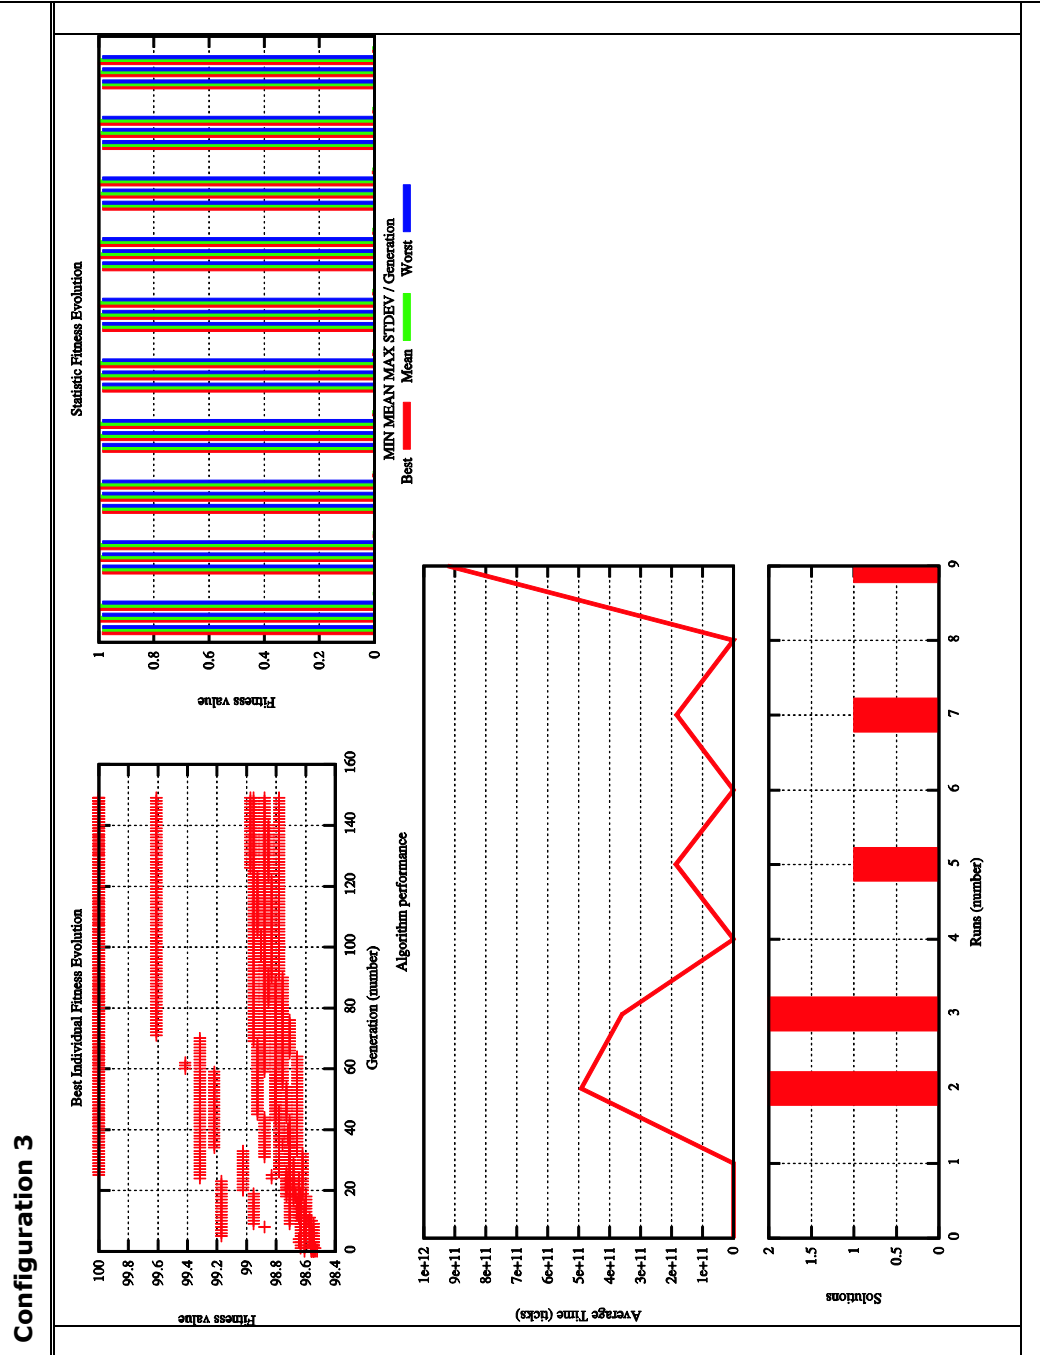 Configuration 3
Best Individual Fitness Evolution
Fitness value
100
99.8
99.6
99.4
99.2
99
98.8
98.6
98.4
0 20 40 60 80 100 120 140 160
Generation (number)
Statistic Fitness Evolution
Fitness value
1
0.8
0.6
0.4
0.2
0
MIN MEAN MAX STDEV / Generation
Best Mean Worst
Algorithm performance
Average Time (ticks)
1e+12
9e+11
8e+11
7e+11
6e+11
5e+11
4e+11
3e+11
2e+11
1e+11
0
Solutions
2
1.5
1
0.5
0
0 1 2 3 4 5 6 7 8 9
Runs (number)